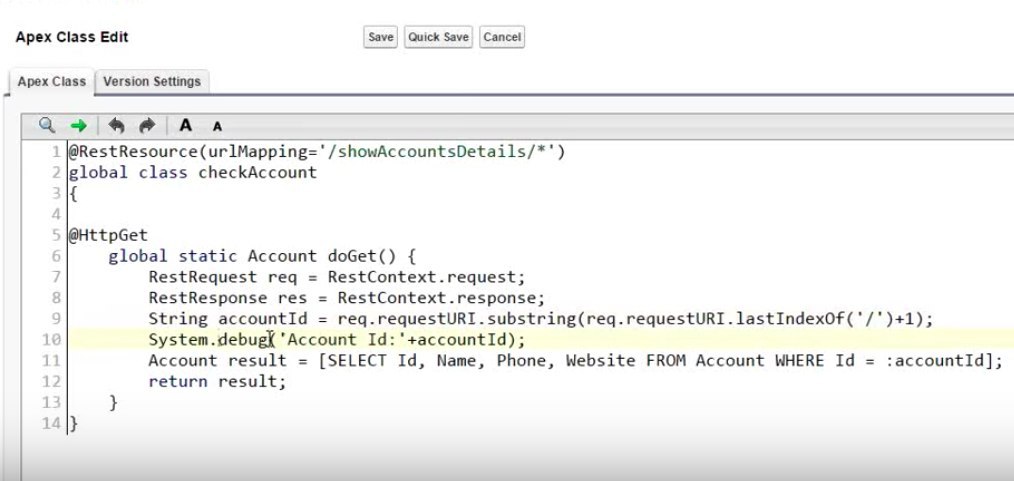 Apex Class Edit
Save Quick Save Cancel
Apex Class Version Settings
A A
1 @RestResource(urlMapping='/showAccountsDetails/*')
2 global class checkAccount
3 {
4
5 @HttpGet
6     global static Account doGet() {
7         RestRequest req = RestContext.request;
8         RestResponse res = RestContext.response;
9         String accountId = req.requestURI.substring(req.requestURI.lastIndexOf('/')+1);
10         System.debug('Account Id:'+accountId);
11         Account result = [SELECT Id, Name, Phone, Website FROM Account WHERE Id = :accountId];
12         return result;
13     }
14 }